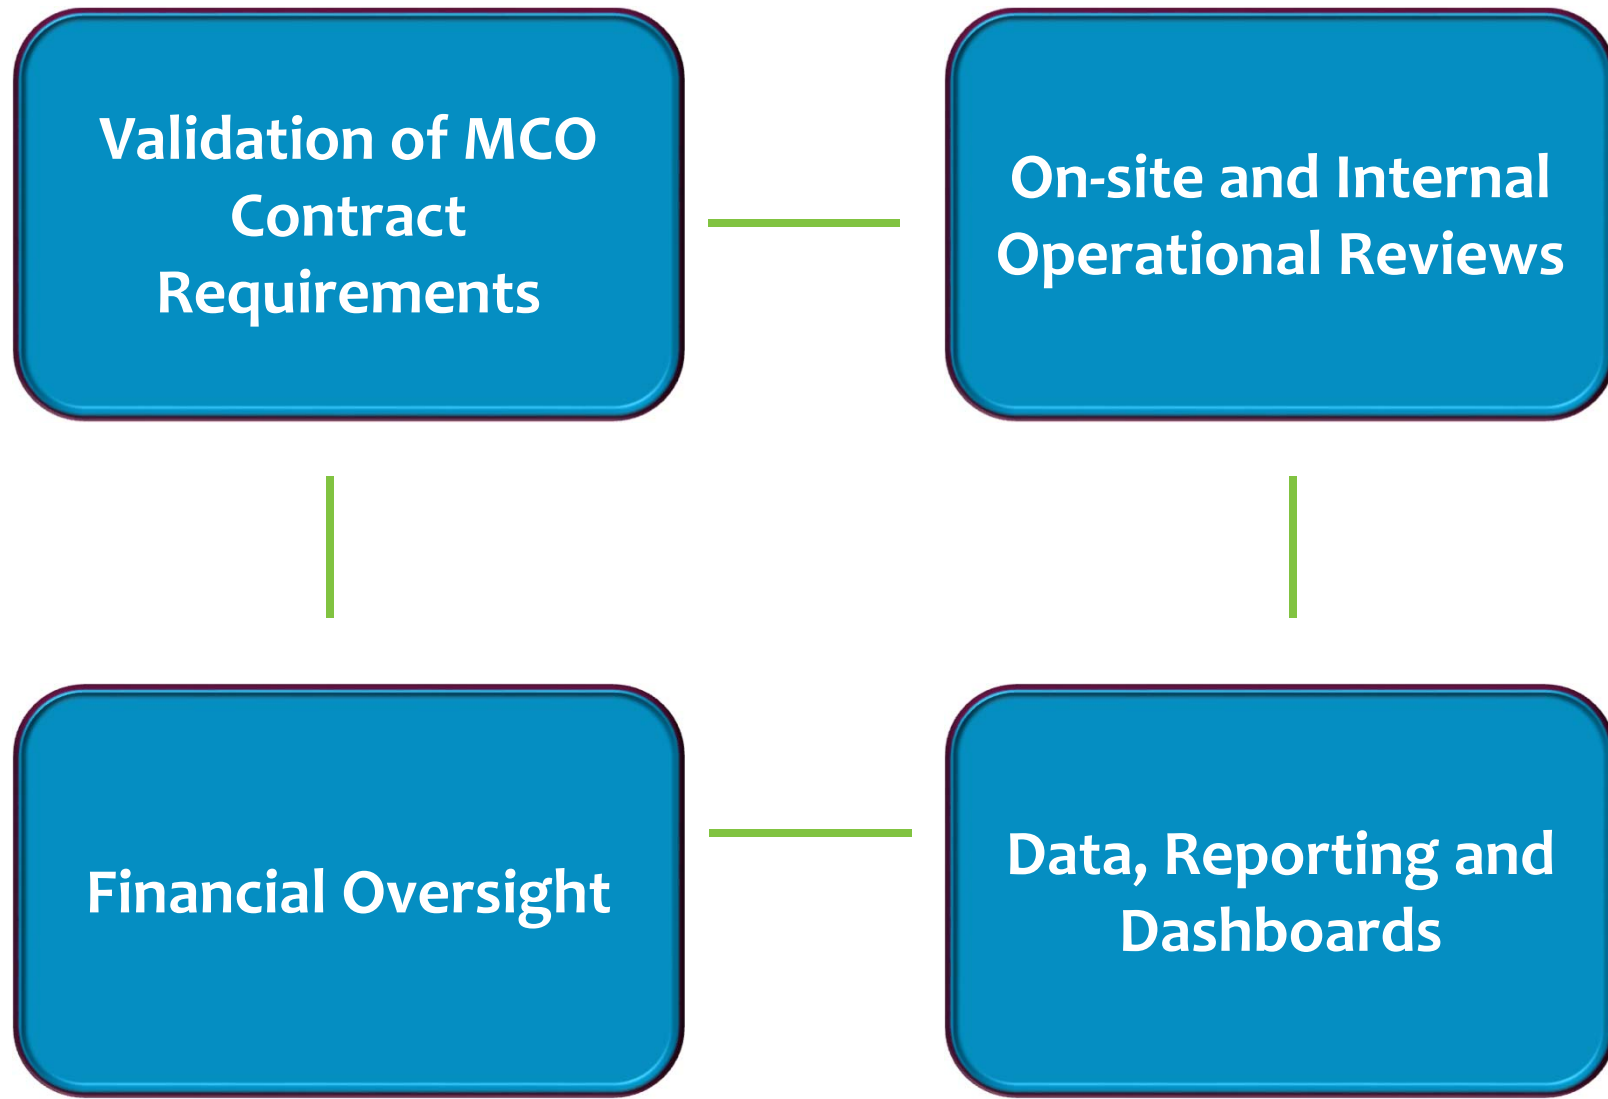 Validation of MCO
Contract
Requirements
On-site and Internal
Operational Reviews
Financial Oversight
Data, Reporting and
Dashboards